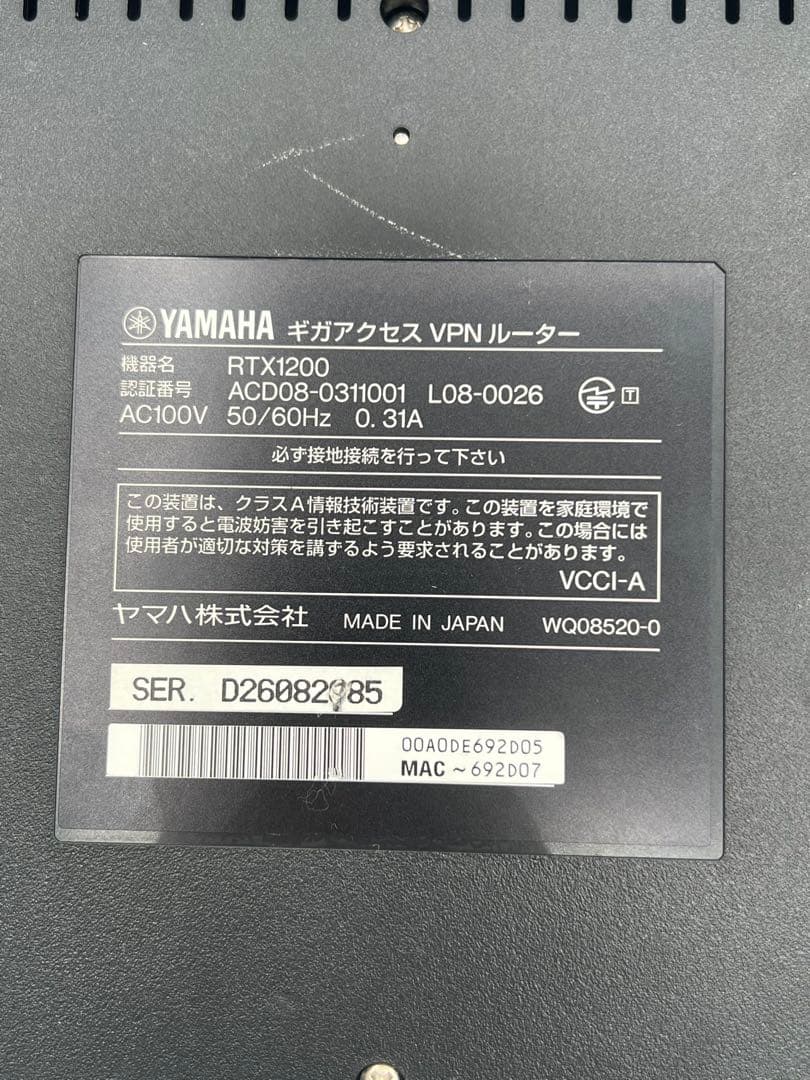 YAMAHA ギガアクセス VPN ルーター
機器名 RTX1200
認証番号 ACD08-0311001 L08-0026 T
AC100V 50/60Hz 0.31A
必ず接地接続を行って下さい
この装置は、クラスA情報技術装置です。この装置を家庭環境で
使用すると電波妨害を引き起こすことがあります。この場合には
使用者が適切な対策を講ずるよう要求されることがあります。
VCCI-A
ヤマハ株式会社 MADE IN JAPAN WQ08520-0
SER.
00A0DE692D05
MAC ~692D07